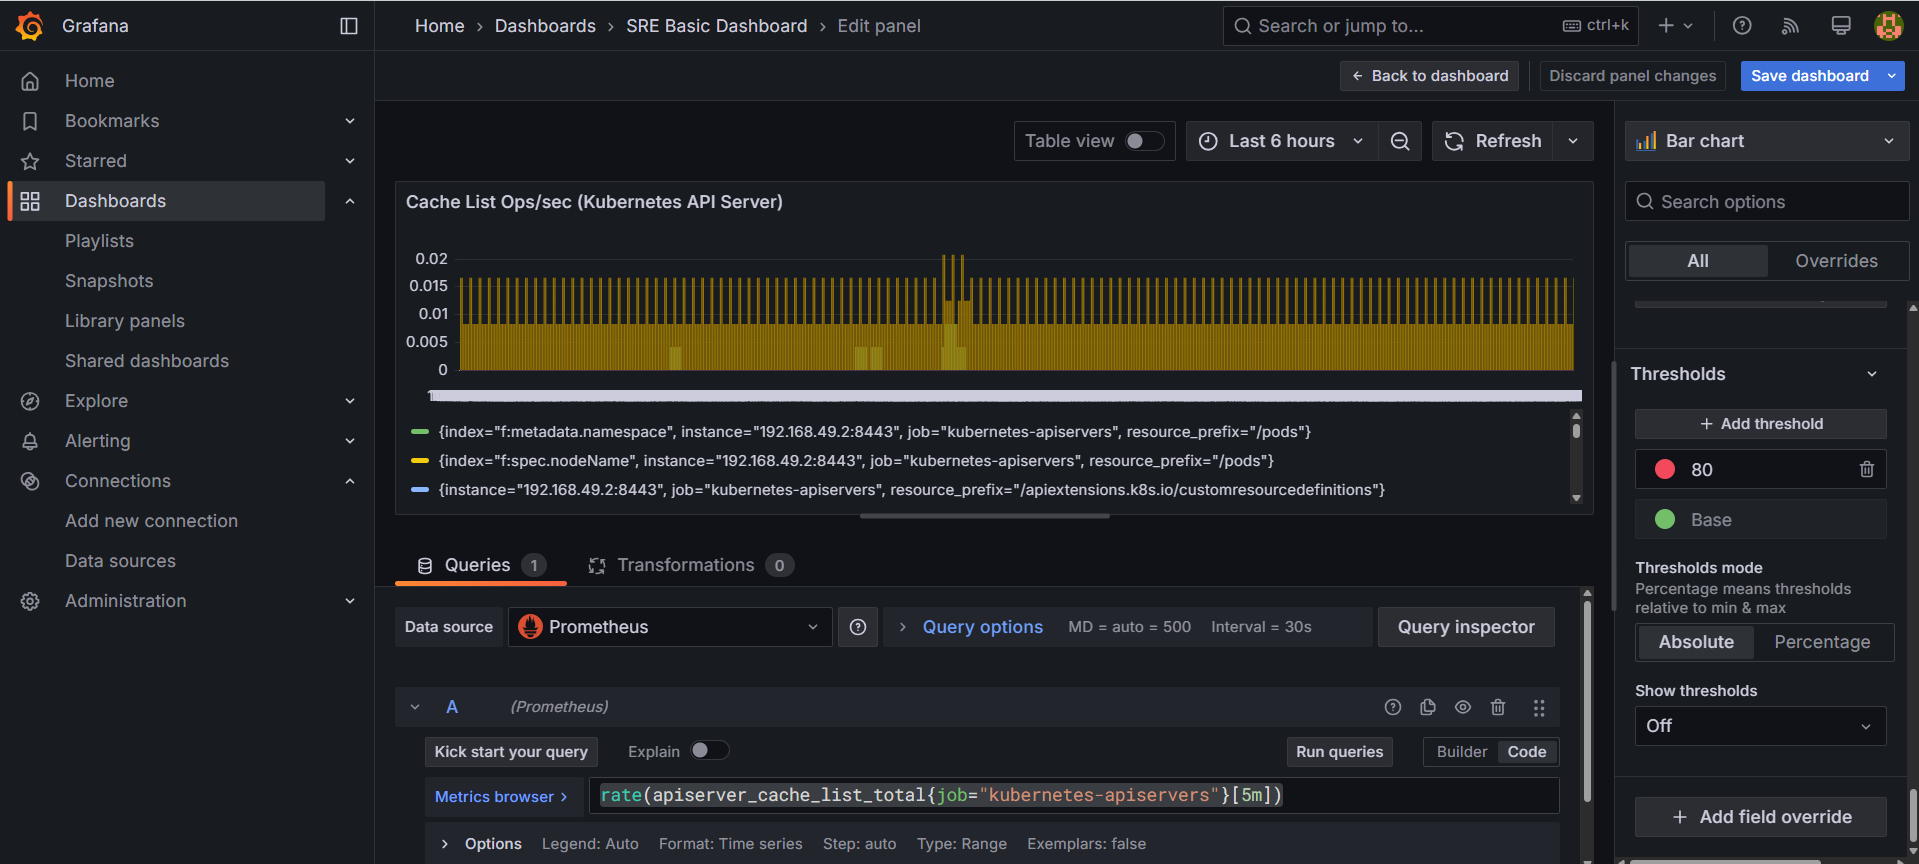 Grafana
Home › Dashboards › SRE Basic Dashboard › Edit panel
Search or jump to...
ctrl+k
Home
Bookmarks
Starred
Dashboards
Playlists
Snapshots
Library panels
Shared dashboards
Explore
Alerting
Connections
Add new connection
Data sources
Administration
← Back to dashboard
Discard panel changes
Save dashboard
Table view
Last 6 hours
Refresh
Cache List Ops/sec (Kubernetes API Server)
0.02
0.015
0.01
0.005
0
{index="f:metadata.namespace", instance="192.168.49.2:8443", job="kubernetes-apiservers", resource_prefix="/pods"}
{index="f:spec.nodeName", instance="192.168.49.2:8443", job="kubernetes-apiservers", resource_prefix="/pods"}
{instance="192.168.49.2:8443", job="kubernetes-apiservers", resource_prefix="/apiextensions.k8s.io/customresourcedefinitions"}
Queries 1
Transformations 0
Data source
Prometheus
Query options
MD = auto = 500
Interval = 30s
Query inspector
A
(Prometheus)
Kick start your query
Explain
Run queries
Builder
Code
Metrics browser >
rate(apiserver_cache_list_total{job="kubernetes-apiservers"}[5m])
Options
Legend: Auto
Format: Time series
Step: auto
Type: Range
Exemplars: false
Bar chart
Search options
All
Overrides
Thresholds
+ Add threshold
80
Base
Thresholds mode
Percentage means thresholds
relative to min & max
Absolute
Percentage
Show thresholds
Off
+ Add field override